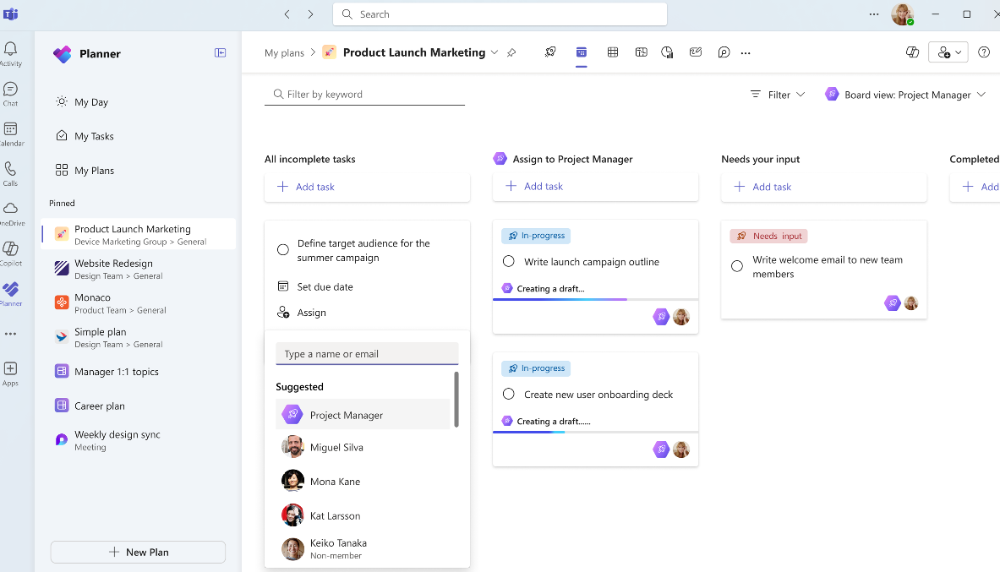 Search
Activity
Chat
Calendar
Calls
OneDrive
Copilot
Planner
Apps
Planner
My Day
My Tasks
My Plans
Pinned
Product Launch Marketing
Device Marketing Group > General
Website Redesign
Design Team > General
Monaco
Product Team > General
Simple plan
Design Team > General
Manager 1:1 topics
Career plan
Weekly design sync
Meeting
New Plan
My plans > Product Launch Marketing
Filter by keyword
Filter
Board view: Project Manager
All incomplete tasks
Add task
Define target audience for the
summer campaign
Set due date
Assign
Type a name or email
Suggested
Project Manager
Miguel Silva
Mona Kane
Kat Larsson
Keiko Tanaka
Non-member
Assign to Project Manager
Add task
In-progress
Write launch campaign outline
Creating a draft...
In-progress
Create new user onboarding deck
Creating a draft......
Needs your input
Add task
Needs input
Write welcome email to new team
members
Completed
Add